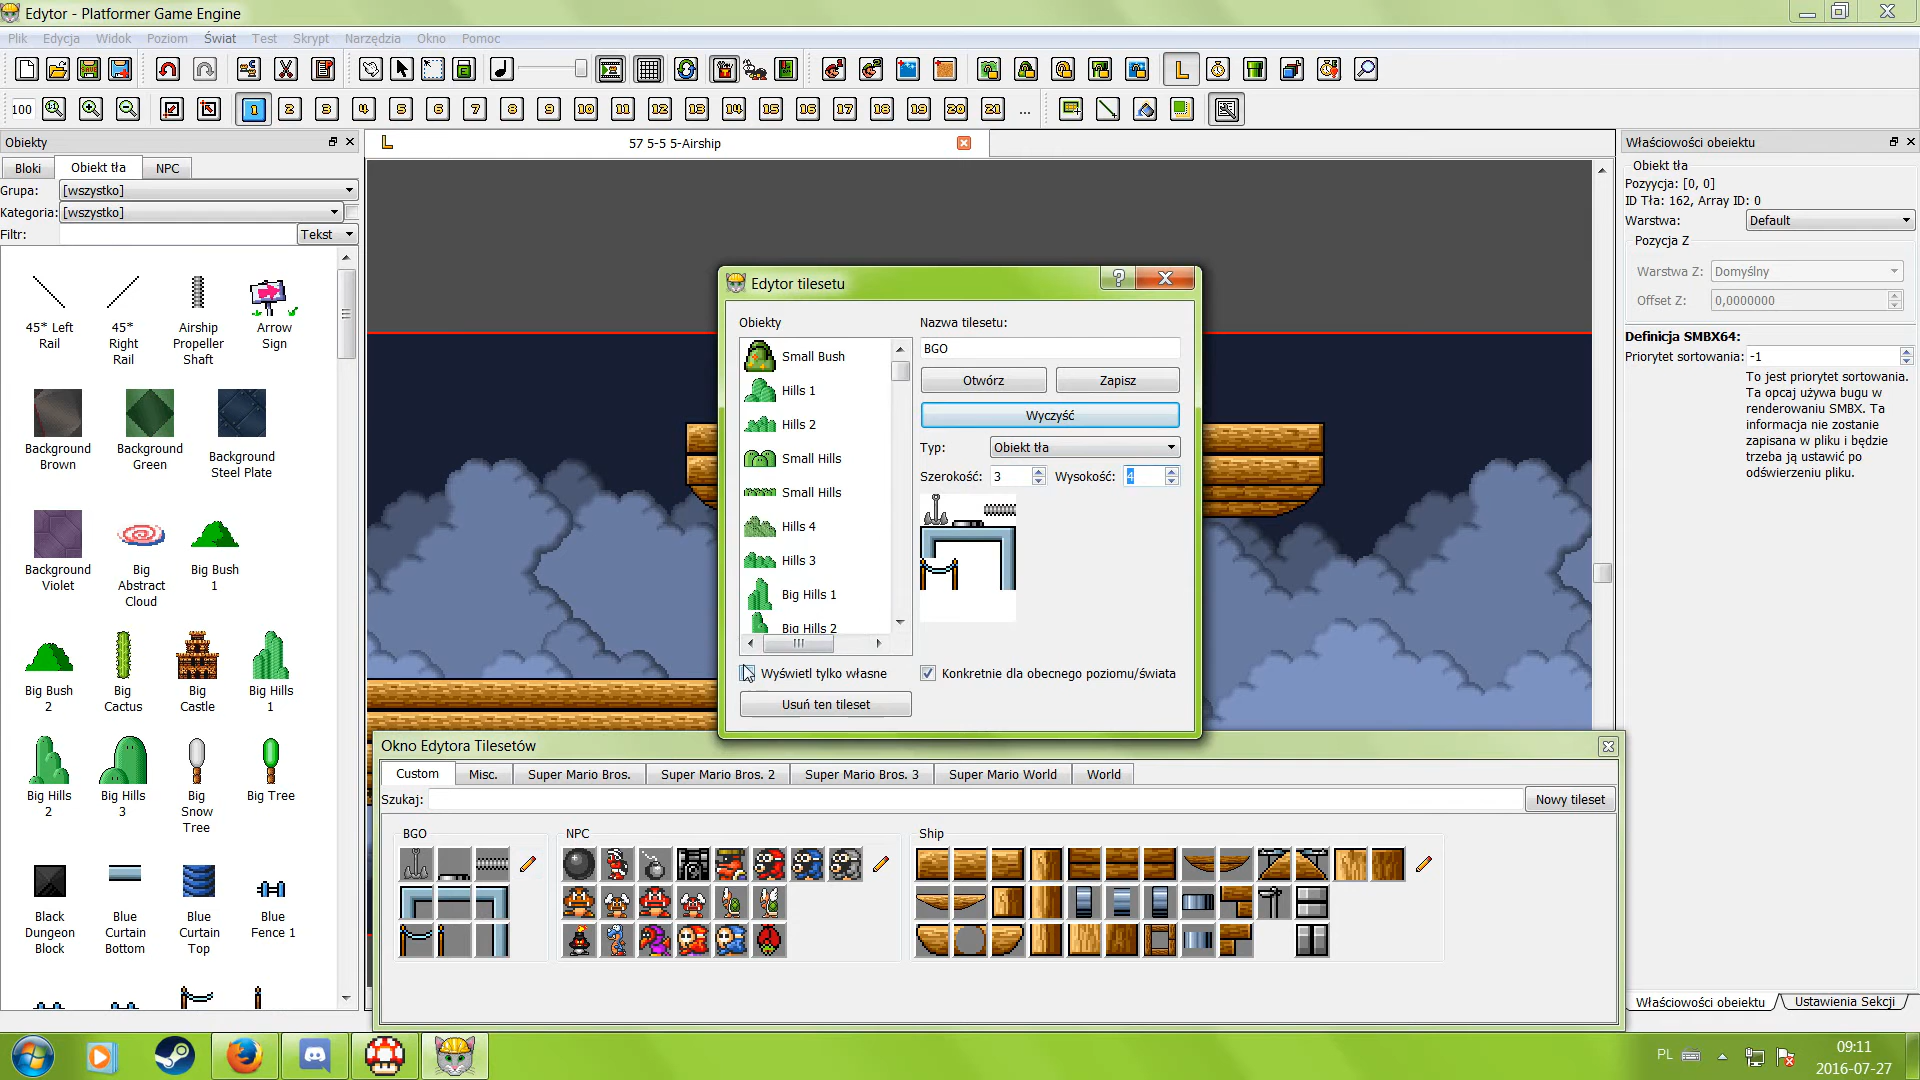 Edytor - Platformer Game Engine
Plik Edycja Widok Poziom Świat Test Skrypt Narzędzia Okno Pomoc
100 1 2 3 4 5 6 7 8 9 10 11 12 13 14 15 16 17 18 19 20 21 ...
Obiekty
57 5-5 5-Airship
Właściwości obeiektu
Bloki Obiekt tła NPC
Grupa: [wszystko]
Kategoria: [wszystko]
Filtr: Tekst
45* Left Rail
45* Right Rail
Airship Propeller Shaft
Arrow Sign
Background Brown
Background Green
Background Steel Plate
Background Violet
Big Abstract Cloud
Big Bush 1
Big Bush 2
Big Cactus
Big Castle
Big Hills 1
Big Hills 2
Big Hills 3
Big Snow Tree
Big Tree
Black Dungeon Block
Blue Curtain Bottom
Blue Curtain Top
Blue Fence 1
Edytor tilesetu
Obiekty
Small Bush
Hills 1
Hills 2
Small Hills
Small Hills
Hills 4
Hills 3
Big Hills 1
Big Hills 2
Wyświetl tylko własne
Usuń ten tileset
Nazwa tilesetu:
BGO
Otwórz Zapisz
Wyczyść
Typ: Obiekt tła
Szerokość: 3 Wysokość: 4
Konkretnie dla obecnego poziomu/świata
Okno Edytora Tilesetów
Custom Misc. Super Mario Bros. Super Mario Bros. 2 Super Mario Bros. 3 Super Mario World World
Szukaj: Nowy tileset
BGO NPC Ship
Obiekt tła
Pozyycja: [0, 0]
ID Tła: 162, Array ID: 0
Warstwa: Default
Pozycja Z
Warstwa Z: Domyślny
Offset Z: 0,0000000
Definicja SMBX64:
Priorytet sortowania: -1
To jest priorytet sortowania.
Ta opcaj używa bugu w
renderowaniu SMBX. Ta
informacja nie zostanie
zapisana w pliku i będzie
trzeba ją ustawić po
odświerzeniu pliku.
Właściwości obeiektu Ustawienia Sekcji
PL
09:11
2016-07-27